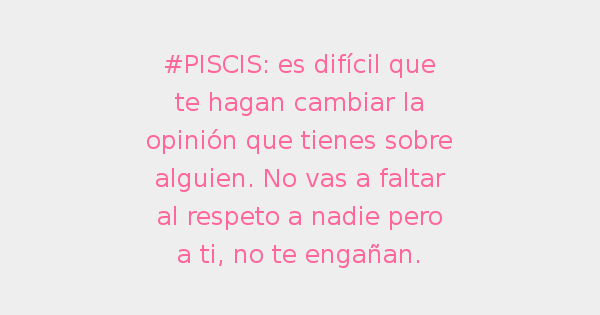 #PISCIS: es difícil que
te hagan cambiar la
opinión que tienes sobre
alguien. No vas a faltar
al respeto a nadie pero
a ti, no te engañan.